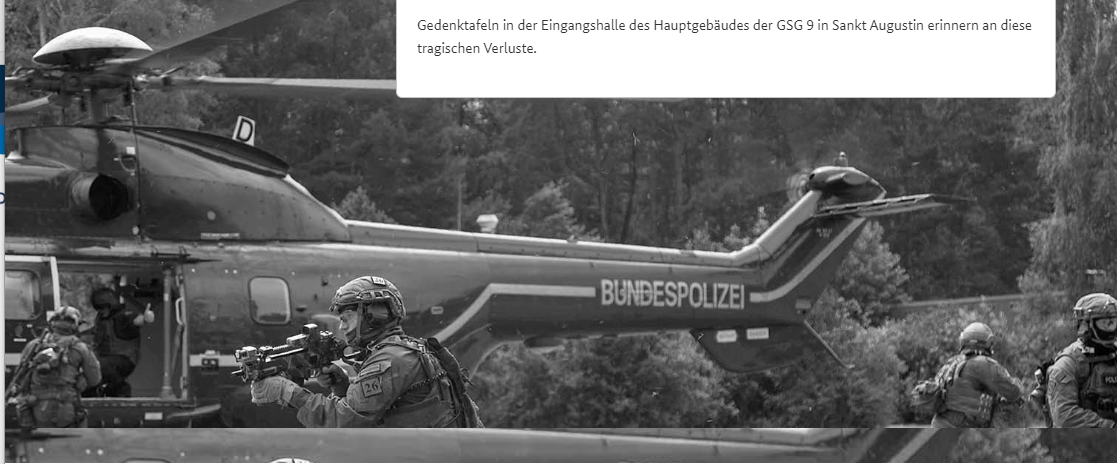 Gedenktafeln in der Eingangshalle des Hauptgebäudes der GSG 9 in Sankt Augustin erinnern an diese
tragischen Verluste.
D
BUNDESPOLIZEI
26